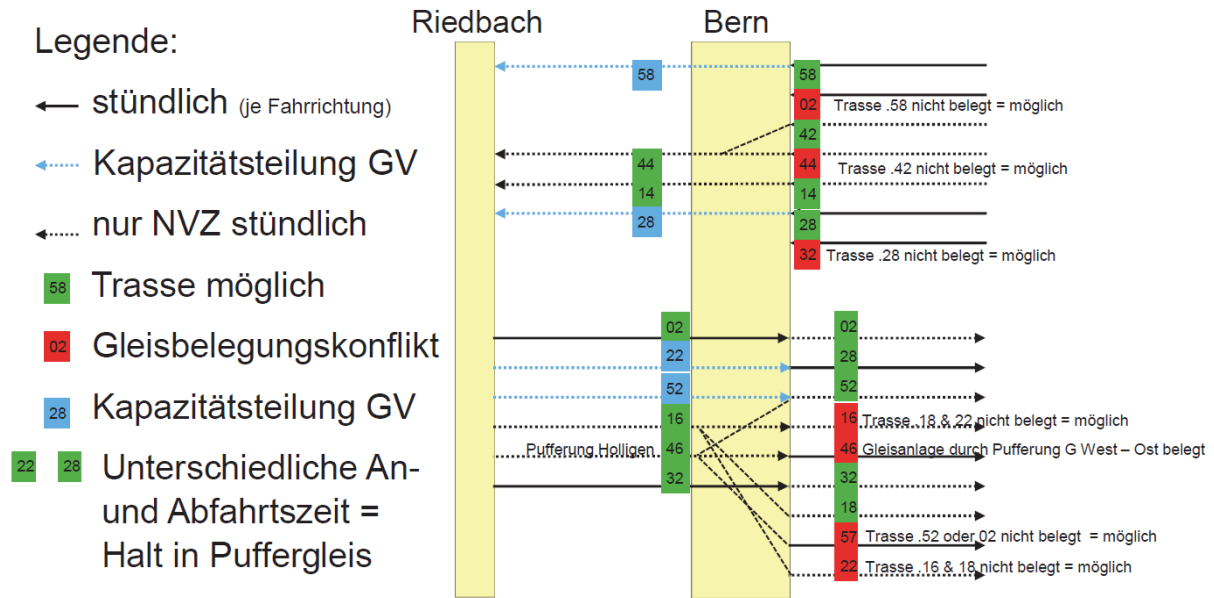 Riedbach Bern
Legende:
stündlich (je Fahrrichtung)
Kapazitätsteilung GV
nur NVZ stündlich
58 Trasse möglich
02 Gleisbelegungskonflikt
28 Kapazitätsteilung GV
22 28 Unterschiedliche An-
und Abfahrtszeit =
Halt in Puffergleis
58 58
02 Trasse .58 nicht belegt = möglich
42
44 44 Trasse .42 nicht belegt = möglich
14 14
28 28
32 Trasse .28 nicht belegt = möglich
02 02
22 28
52 52
16 16 Trasse .18 & 22 nicht belegt = möglich
Pufferung Holligen 46 46 Gleisanlage durch Pufferung G West – Ost belegt
32 32
18
57 Trasse .52 oder 02 nicht belegt = möglich
22 Trasse .16 & 18 nicht belegt = möglich